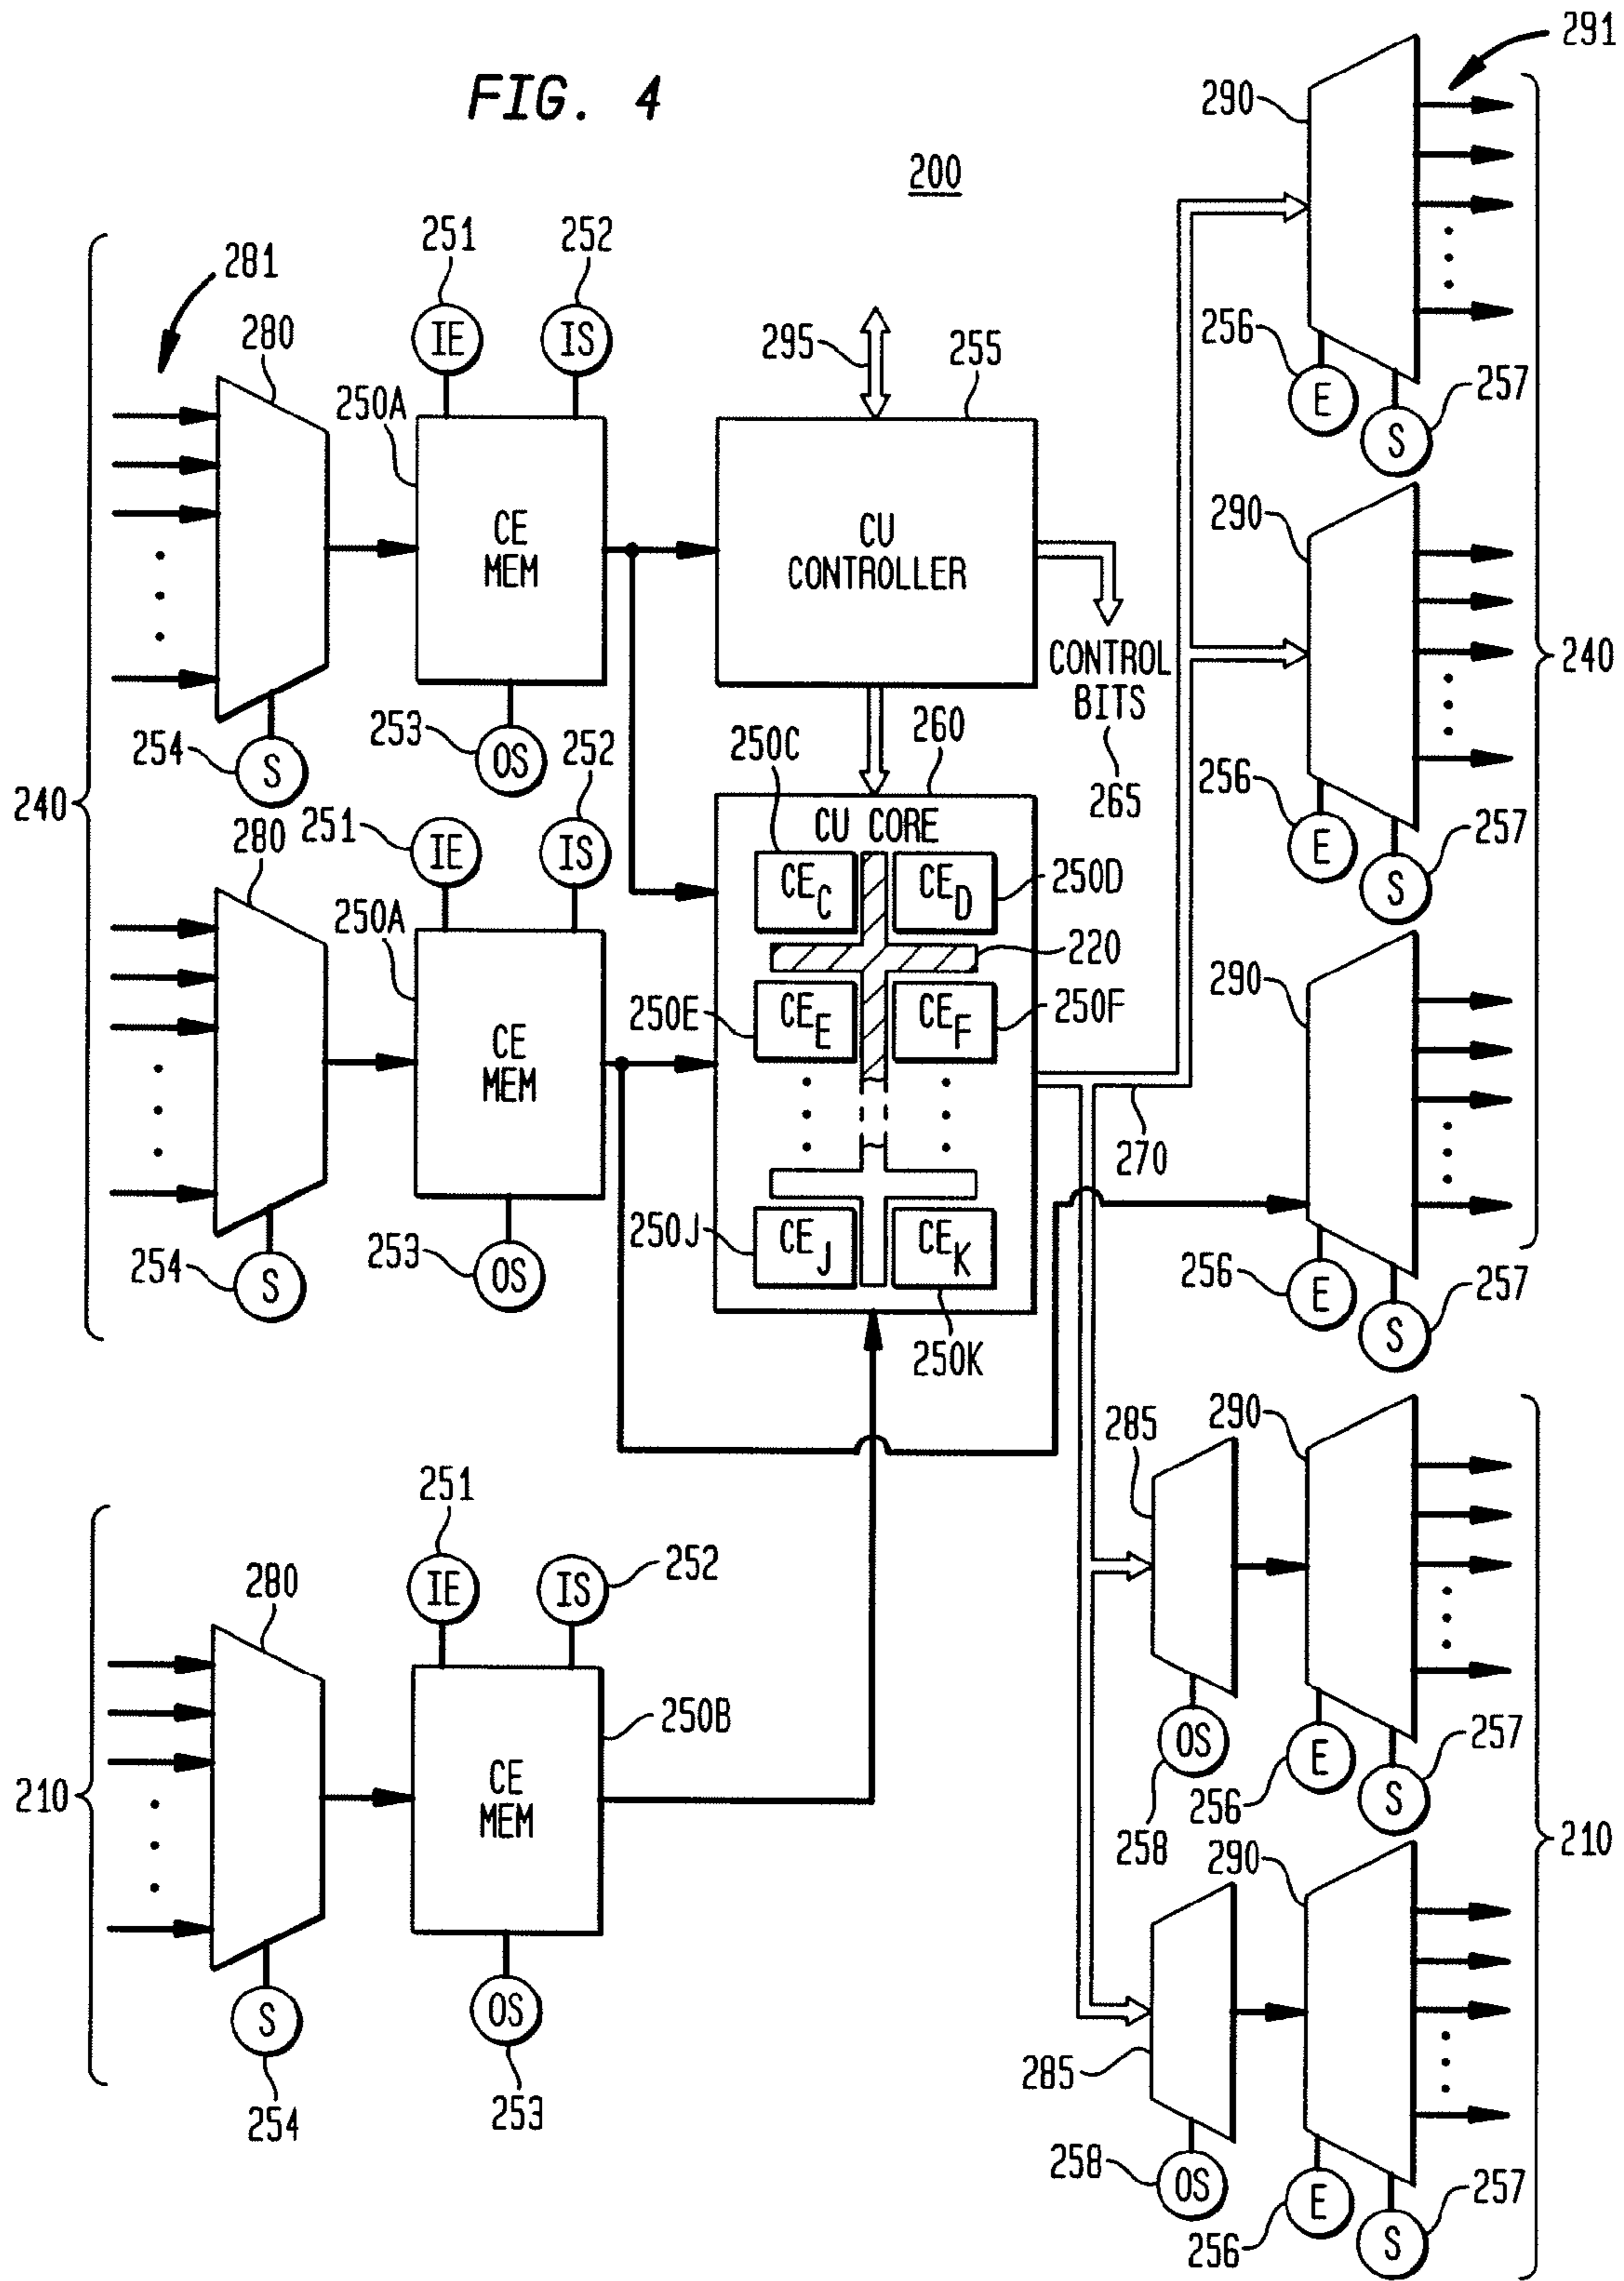 FIG. 4
200
291
290
240
256
E
S
257
281
280
251
IE
252
IS
250A
CE
MEM
253
OS
254
S
240
295
255
CU
CONTROLLER
CONTROL
BITS
265
290
256
E
S
257
240
280
251
IE
252
IS
250A
CE
MEM
253
OS
254
S
260
CU CORE
250C
CE C
CE D
250D
220
250E
CE E
CE F
250F
250J
CE J
CE K
250K
270
290
256
E
S
257
210
280
251
IE
IS
252
250B
CE
MEM
OS
253
S
254
285
OS
258
290
256
E
S
257
210
285
258
OS
290
256
E
S
257